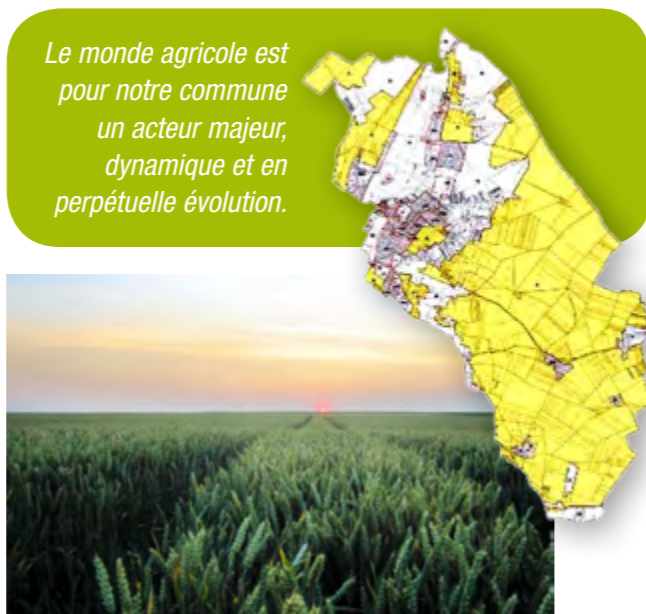 Le monde agricole est
pour notre commune
un acteur majeur,
dynamique et en
perpétuelle évolution.